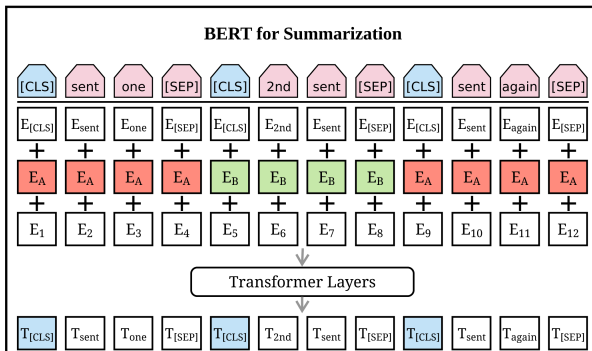 BERT for Summarization
[CLS] sent one [SEP] [CLS] 2nd sent [SEP] [CLS] sent again [SEP]
E[CLS] Esent Eone E[SEP] E[CLS] E2nd Esent E[SEP] E[CLS] Esent Eagain E[SEP]
+ + + + + + + + + + + +
EA EA EA EA EB EB EB EB EA EA EA EA
+ + + + + + + + + + + +
E1 E2 E3 E4 E5 E6 E7 E8 E9 E10 E11 E12
Transformer Layers
T[CLS] Tsent Tone T[SEP] T[CLS] T2nd Tsent T[SEP] T[CLS] Tsent Tagain T[SEP]